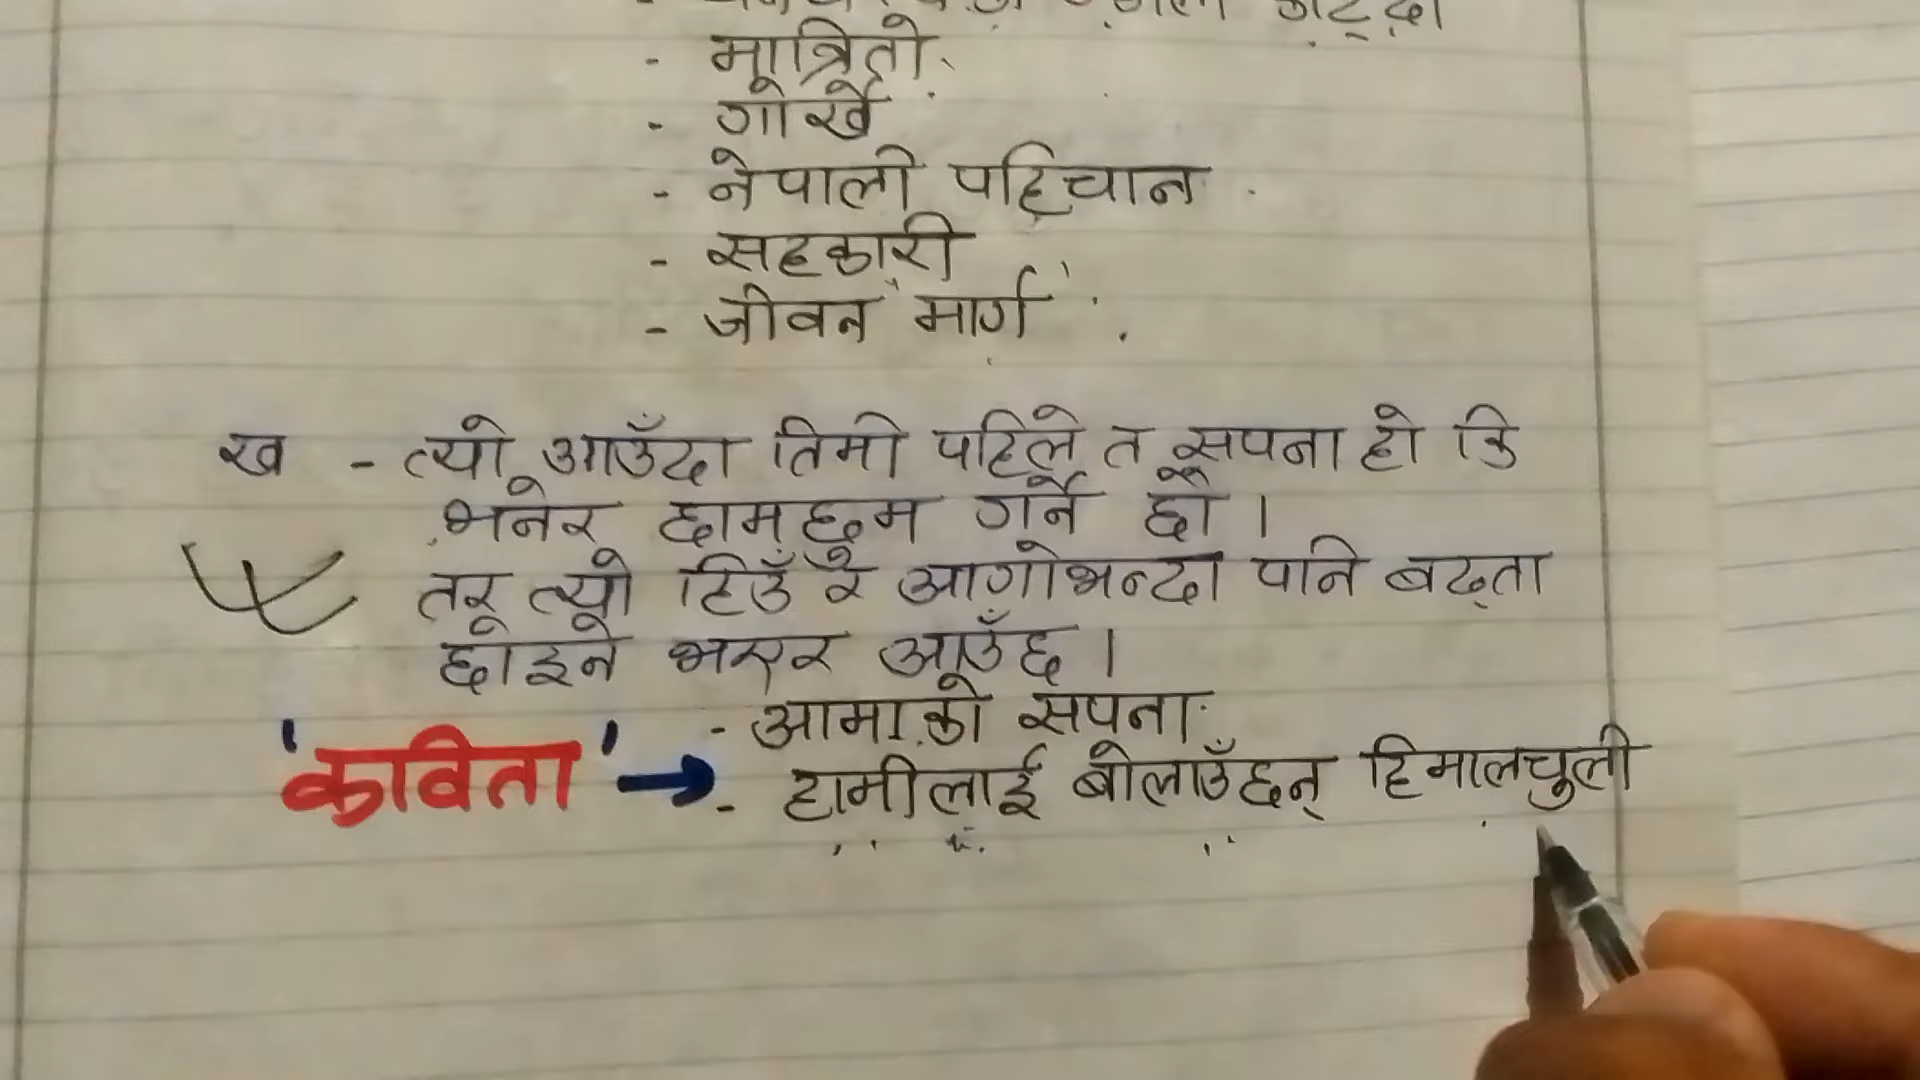 - गोर्खे
- नेपाली पहिचान
- सहकारी
- जीवन मार्ग
ख - त्यो आउँदा तिमी पहिले त सपना हो कि
भनेर छामछुम गर्ने छौ ।
तर त्यो हिउँ र आगोभन्दा पनि बढ्ता
छोइने भएर आउँछ ।
- आमाको सपना
'कविता' → - हामीलाई बोलाउँछन् हिमालचुली